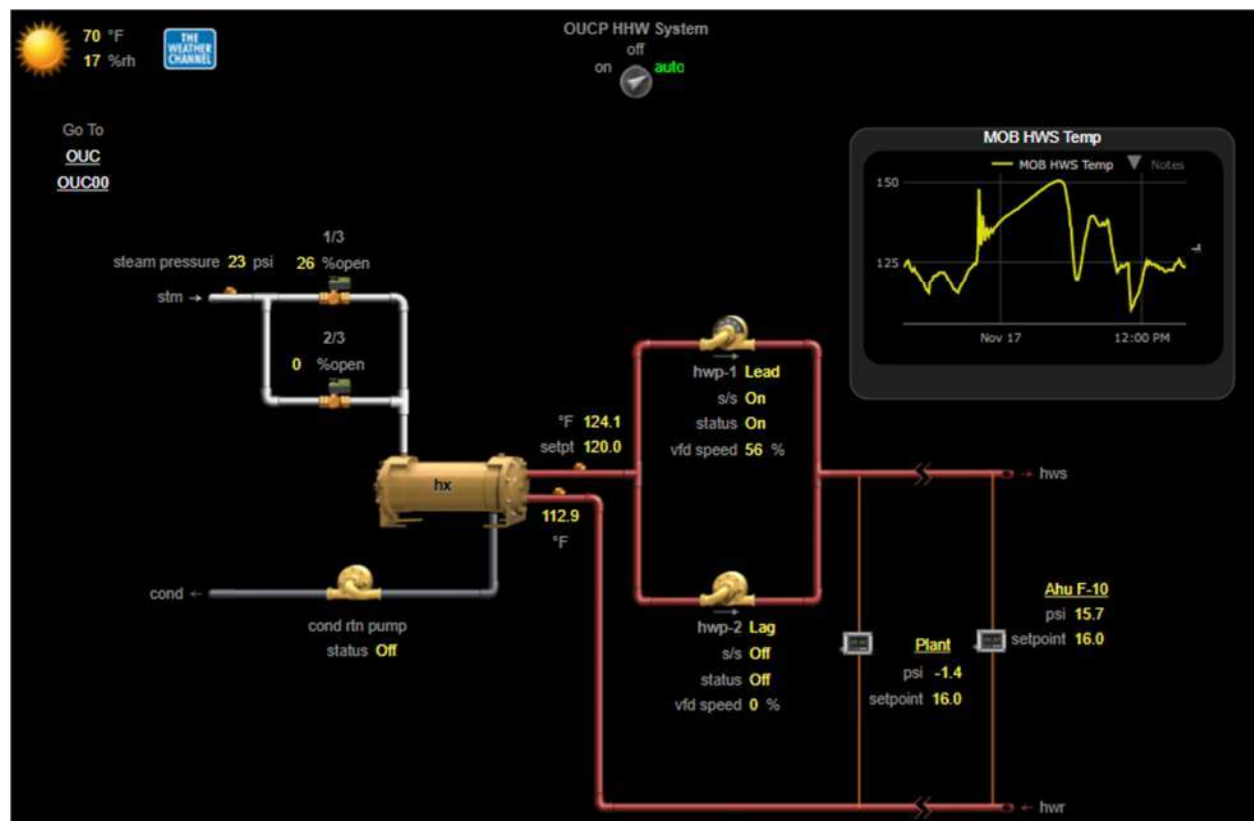 70 °F
17 %rh
THE WEATHER CHANNEL
OUCP HHW System
off
on
auto
Go To
OUC
OUC00
MOB HWS Temp
MOB HWS Temp
Notes
150
125
Nov 17
12:00 PM
1/3
steam pressure 23 psi
26 %open
stm →
2/3
0 %open
°F 124.1
setpt 120.0
hwp-1 Lead
s/s On
status On
vfd speed 56 %
hx
→ hws
112.9
°F
cond ←
cond rtn pump
status Off
hwp-2 Lag
s/s Off
status Off
vfd speed 0 %
Plant
psi -1.4
setpoint 16.0
Ahu F-10
psi 15.7
setpoint 16.0
← hwr